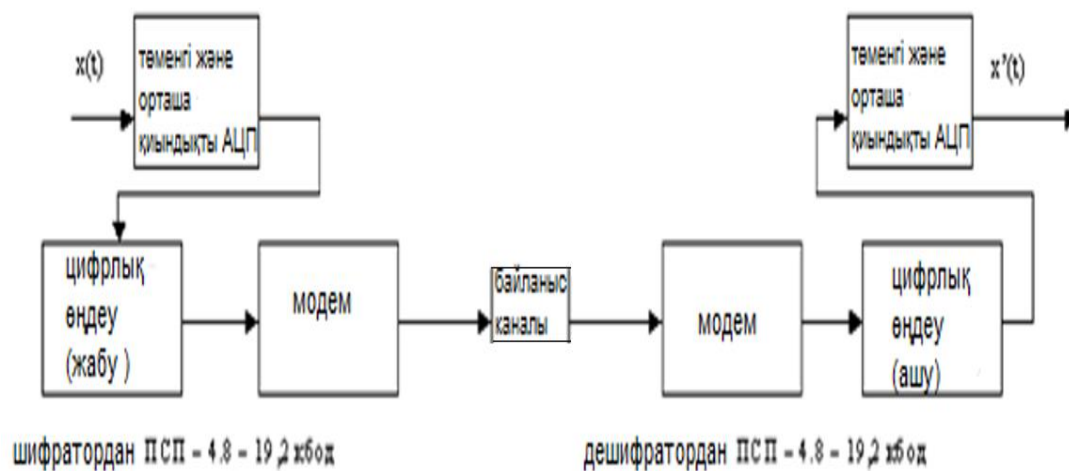 x(t)
төменгі және
орташа
қиындықты АЦП
төменгі және
орташа
қиындықты АЦП
x'(t)
цифрлық
өңдеу
(жабу )
модем
байланыс
каналы
модем
цифрлық
өңдеу
(ашу)
шифратордан ПСП – 4.8 – 19,2 кбод
дешифратордан ПСП – 4.8 – 19,2 кбод